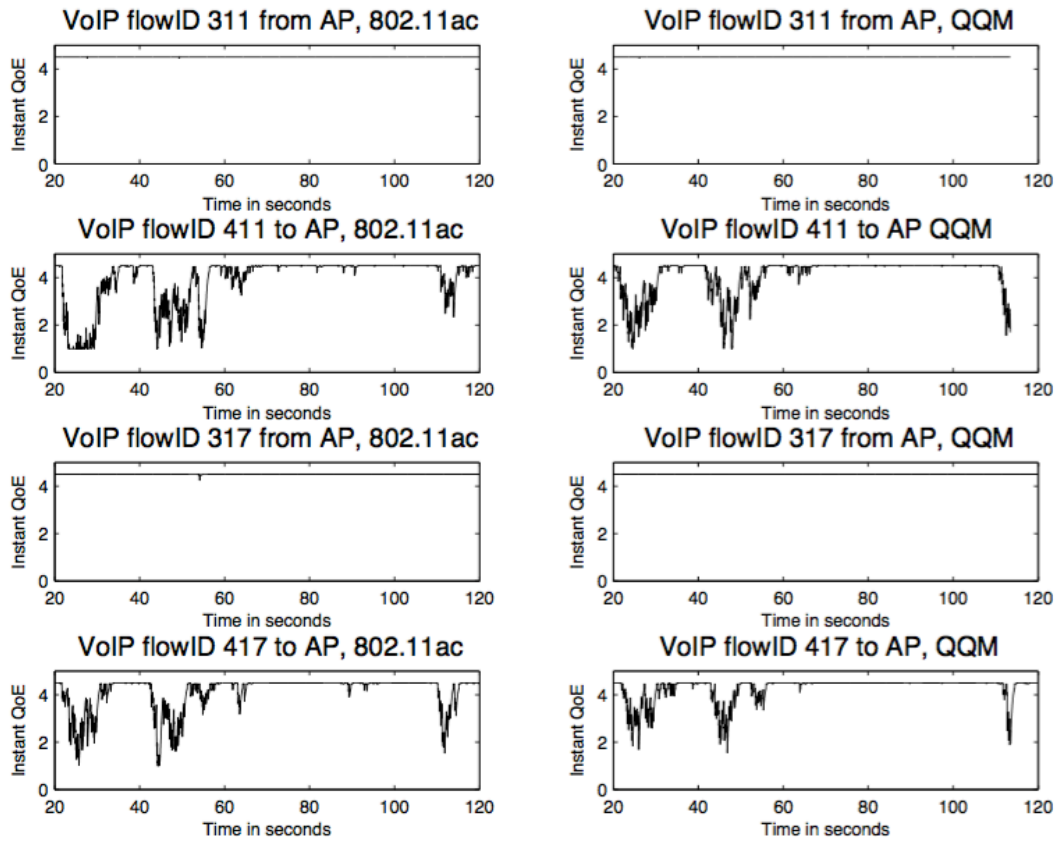 VoIP flowID 311 from AP, 802.11ac
Instant QoE
4
2
0
20 40 60 80 100 120
Time in seconds
VoIP flowID 311 from AP, QQM
Instant QoE
4
2
0
20 40 60 80 100 120
Time in seconds
VoIP flowID 411 to AP, 802.11ac
Instant QoE
4
2
0
20 40 60 80 100 120
Time in seconds
VoIP flowID 411 to AP QQM
Instant QoE
4
2
0
20 40 60 80 100 120
Time in seconds
VoIP flowID 317 from AP, 802.11ac
Instant QoE
4
2
0
20 40 60 80 100 120
Time in seconds
VoIP flowID 317 from AP, QQM
Instant QoE
4
2
0
20 40 60 80 100 120
Time in seconds
VoIP flowID 417 to AP, 802.11ac
Instant QoE
4
2
0
20 40 60 80 100 120
Time in seconds
VoIP flowID 417 to AP, QQM
Instant QoE
4
2
0
20 40 60 80 100 120
Time in seconds